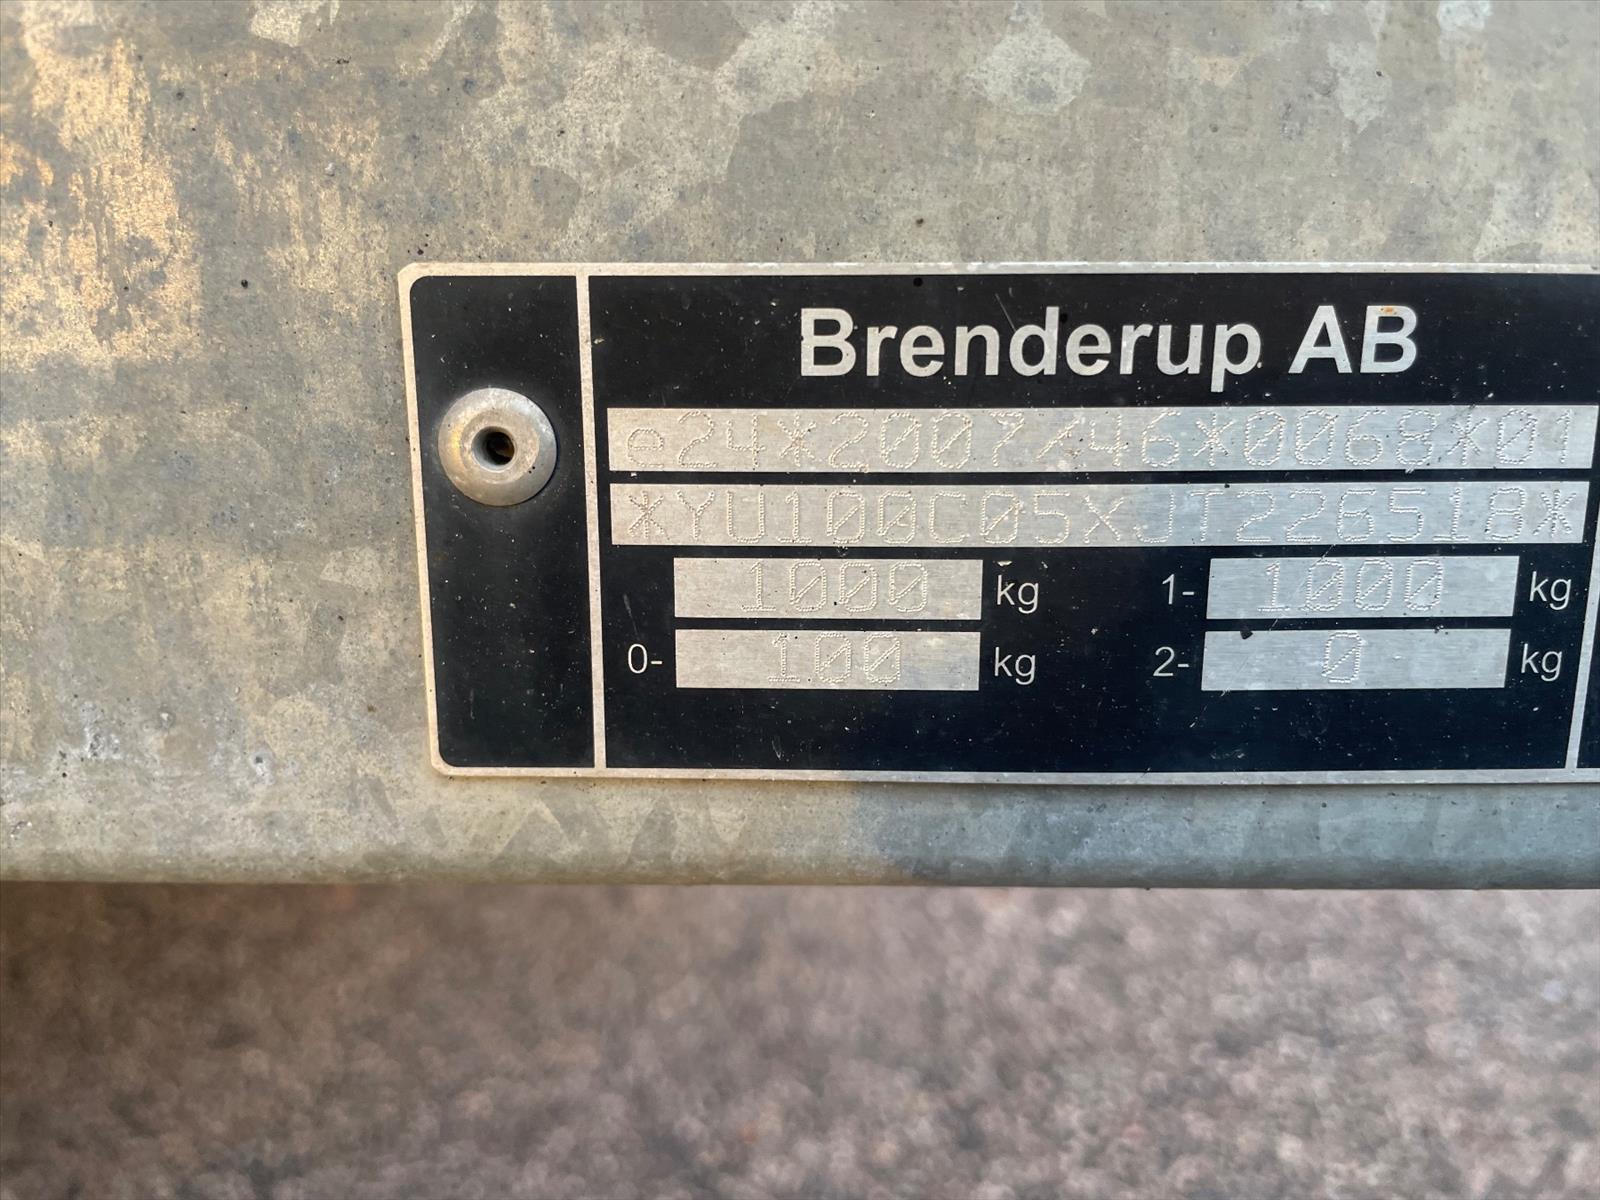 Brenderup AB
e24*2007/46*0068*01
*YU100C05XJT226518*
1000 kg 1- 1000 kg
0- 100 kg 2- 0 kg